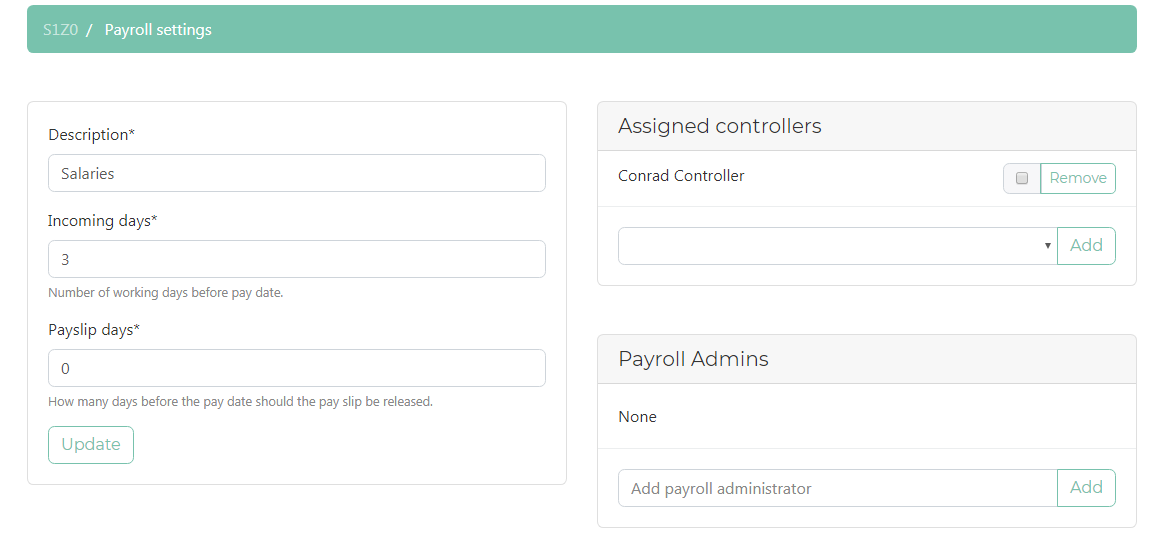 S1Z0 / Payroll settings
Description*
Salaries
Incoming days*
3
Number of working days before pay date.
Payslip days*
0
How many days before the pay date should the pay slip be released.
Update
Assigned controllers
Conrad Controller
Remove
Add
Payroll Admins
None
Add payroll administrator
Add